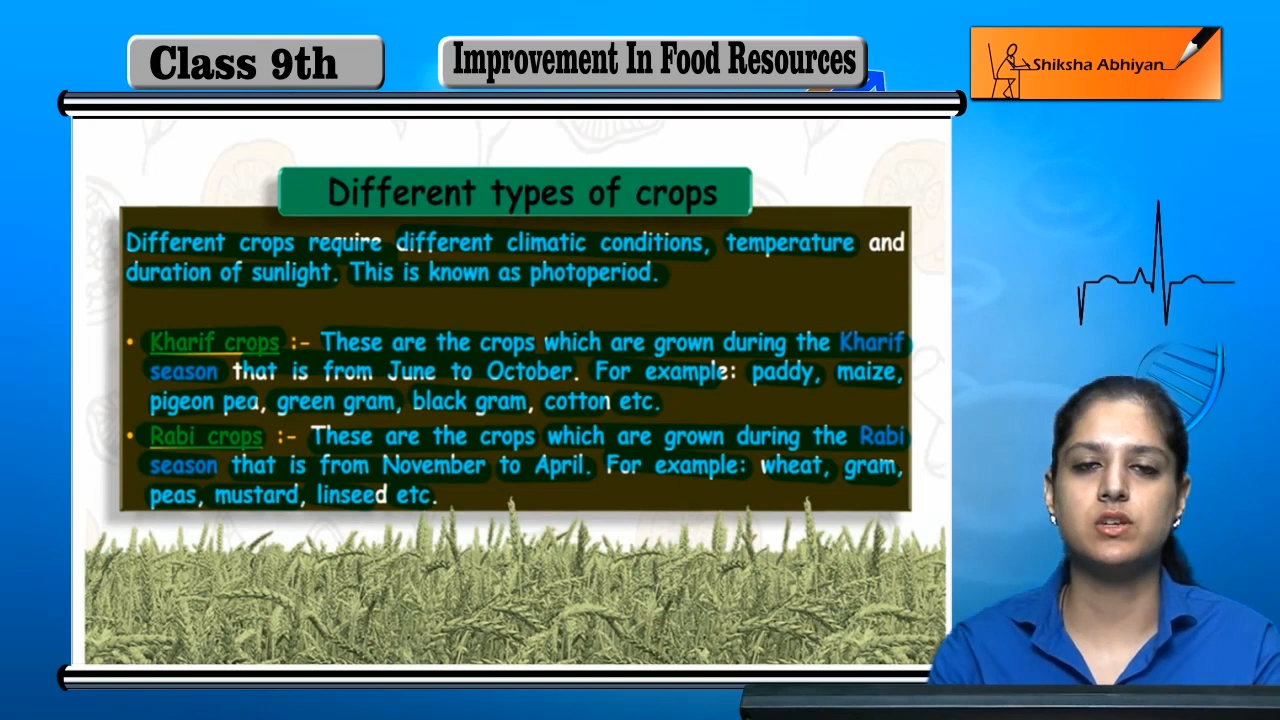 Class 9th
Improvement In Food Resources
Shiksha Abhiyan
Different types of crops
Different crops require different climatic conditions, temperature and
duration of sunlight. This is known as photoperiod.
• Kharif crops :- These are the crops which are grown during the Kharif
season that is from June to October. For example: paddy, maize,
pigeon pea, green gram, black gram, cotton etc.
• Rabi crops :- These are the crops which are grown during the Rabi
season that is from November to April. For example: wheat, gram,
peas, mustard, linseed etc.